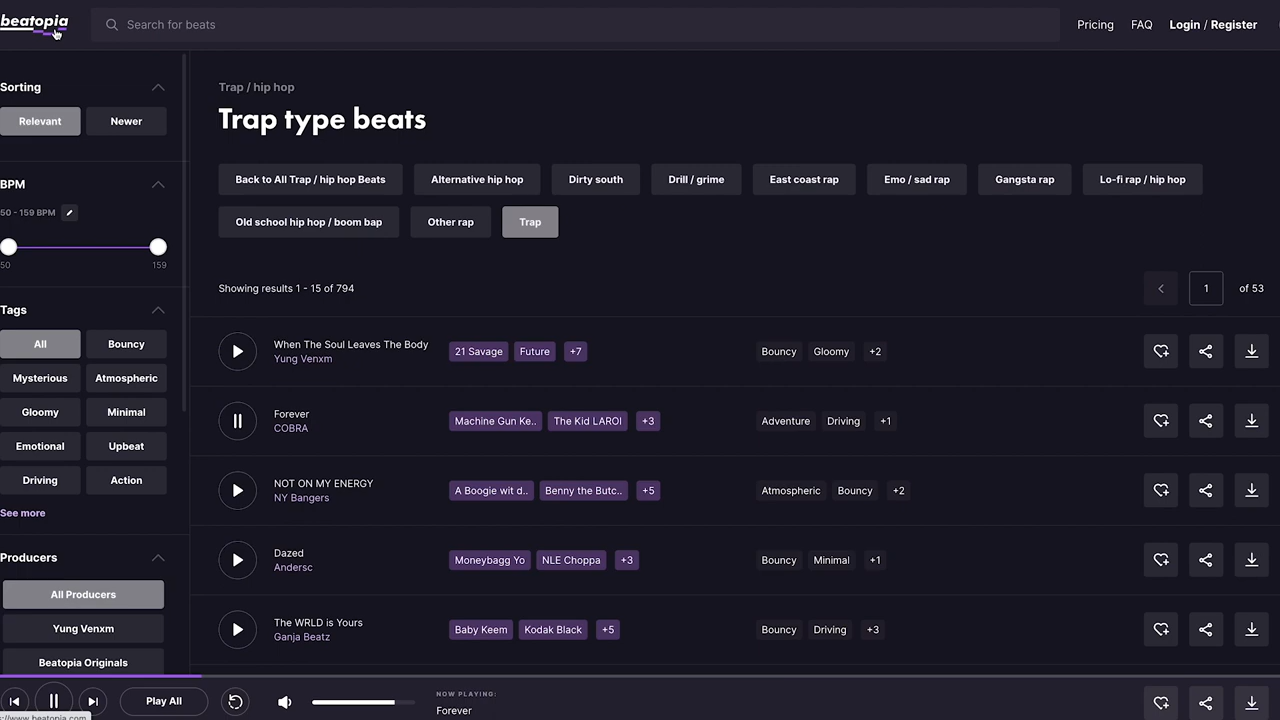 beatopia
Search for beats
Pricing
FAQ
Login / Register
Sorting
Relevant
Newer
BPM
50 - 159 BPM
50
159
Tags
All
Bouncy
Mysterious
Atmospheric
Gloomy
Minimal
Emotional
Upbeat
Driving
Action
See more
Producers
All Producers
Yung Venxm
Beatopia Originals
Trap / hip hop
Trap type beats
Back to All Trap / hip hop Beats
Alternative hip hop
Dirty south
Drill / grime
East coast rap
Emo / sad rap
Gangsta rap
Lo-fi rap / hip hop
Old school hip hop / boom bap
Other rap
Trap
Showing results 1 - 15 of 794
1
of 53
When The Soul Leaves The Body
Yung Venxm
21 Savage
Future
+7
Bouncy
Gloomy
+2
Forever
COBRA
Machine Gun Ke..
The Kid LAROI
+3
Adventure
Driving
+1
NOT ON MY ENERGY
NY Bangers
A Boogie wit d..
Benny the Butc..
+5
Atmospheric
Bouncy
+2
Dazed
Andersc
Moneybagg Yo
NLE Choppa
+3
Bouncy
Minimal
+1
The WRLD is Yours
Ganja Beatz
Baby Keem
Kodak Black
+5
Bouncy
Driving
+3
Play All
NOW PLAYING:
Forever
s://www.beatopia.com